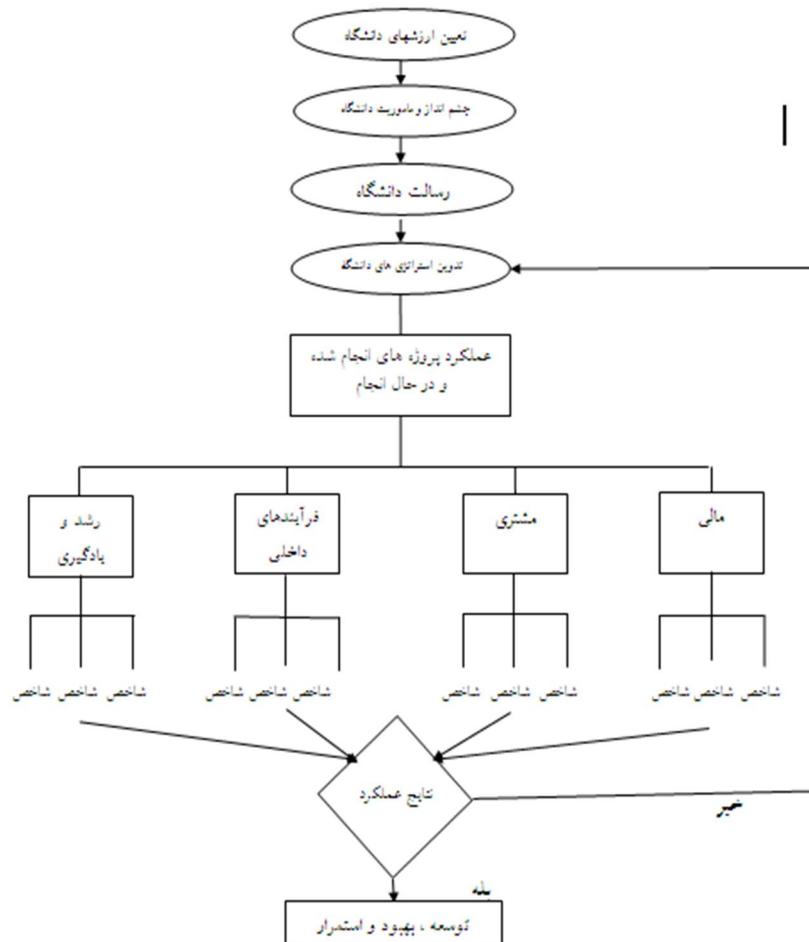 تعیین ارزشهای دانشگاه
چشم انداز و ماموریت دانشگاه
رسالت دانشگاه
تدوین استراتژی های دانشگاه
عملکرد پروژه های انجام شده
و در حال انجام
مالی
مشتری
فرآیندهای
داخلی
رشد و
یادگیری
شاخص شاخص شاخص
شاخص شاخص شاخص
شاخص شاخص شاخص
شاخص شاخص شاخص
نتایج عملکرد
خیر
بله
توسعه ، بهبود و استمرار